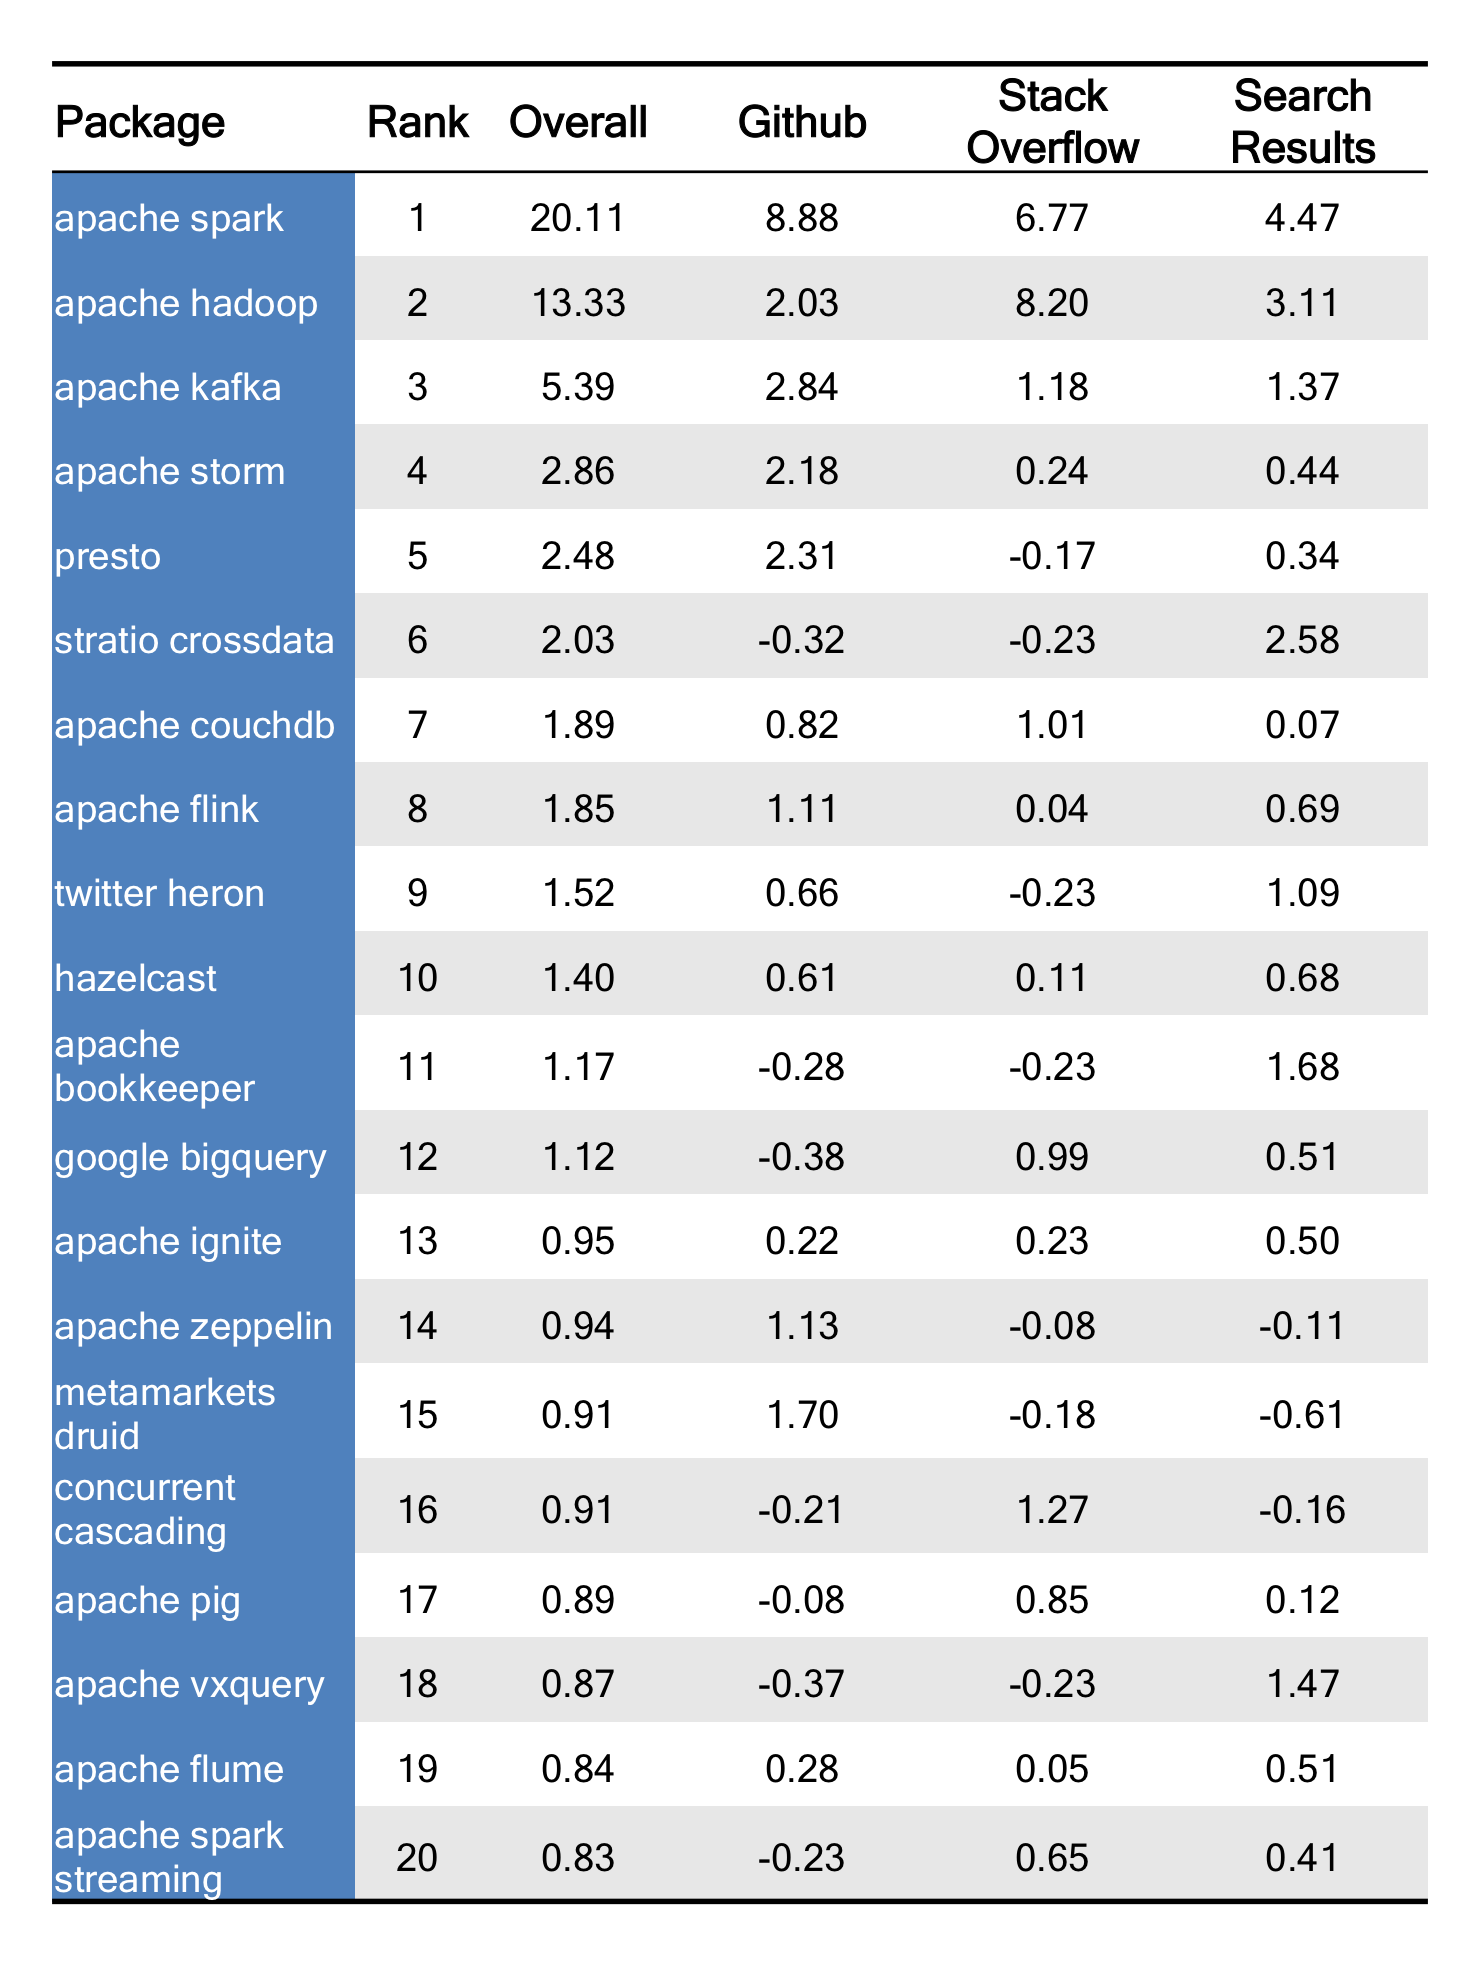 Package Rank Overall Github Stack Overflow Search Results
apache spark 1 20.11 8.88 6.77 4.47
apache hadoop 2 13.33 2.03 8.20 3.11
apache kafka 3 5.39 2.84 1.18 1.37
apache storm 4 2.86 2.18 0.24 0.44
presto 5 2.48 2.31 -0.17 0.34
stratio crossdata 6 2.03 -0.32 -0.23 2.58
apache couchdb 7 1.89 0.82 1.01 0.07
apache flink 8 1.85 1.11 0.04 0.69
twitter heron 9 1.52 0.66 -0.23 1.09
hazelcast 10 1.40 0.61 0.11 0.68
apache bookkeeper 11 1.17 -0.28 -0.23 1.68
google bigquery 12 1.12 -0.38 0.99 0.51
apache ignite 13 0.95 0.22 0.23 0.50
apache zeppelin 14 0.94 1.13 -0.08 -0.11
metamarkets druid 15 0.91 1.70 -0.18 -0.61
concurrent cascading 16 0.91 -0.21 1.27 -0.16
apache pig 17 0.89 -0.08 0.85 0.12
apache vxquery 18 0.87 -0.37 -0.23 1.47
apache flume 19 0.84 0.28 0.05 0.51
apache spark streaming 20 0.83 -0.23 0.65 0.41